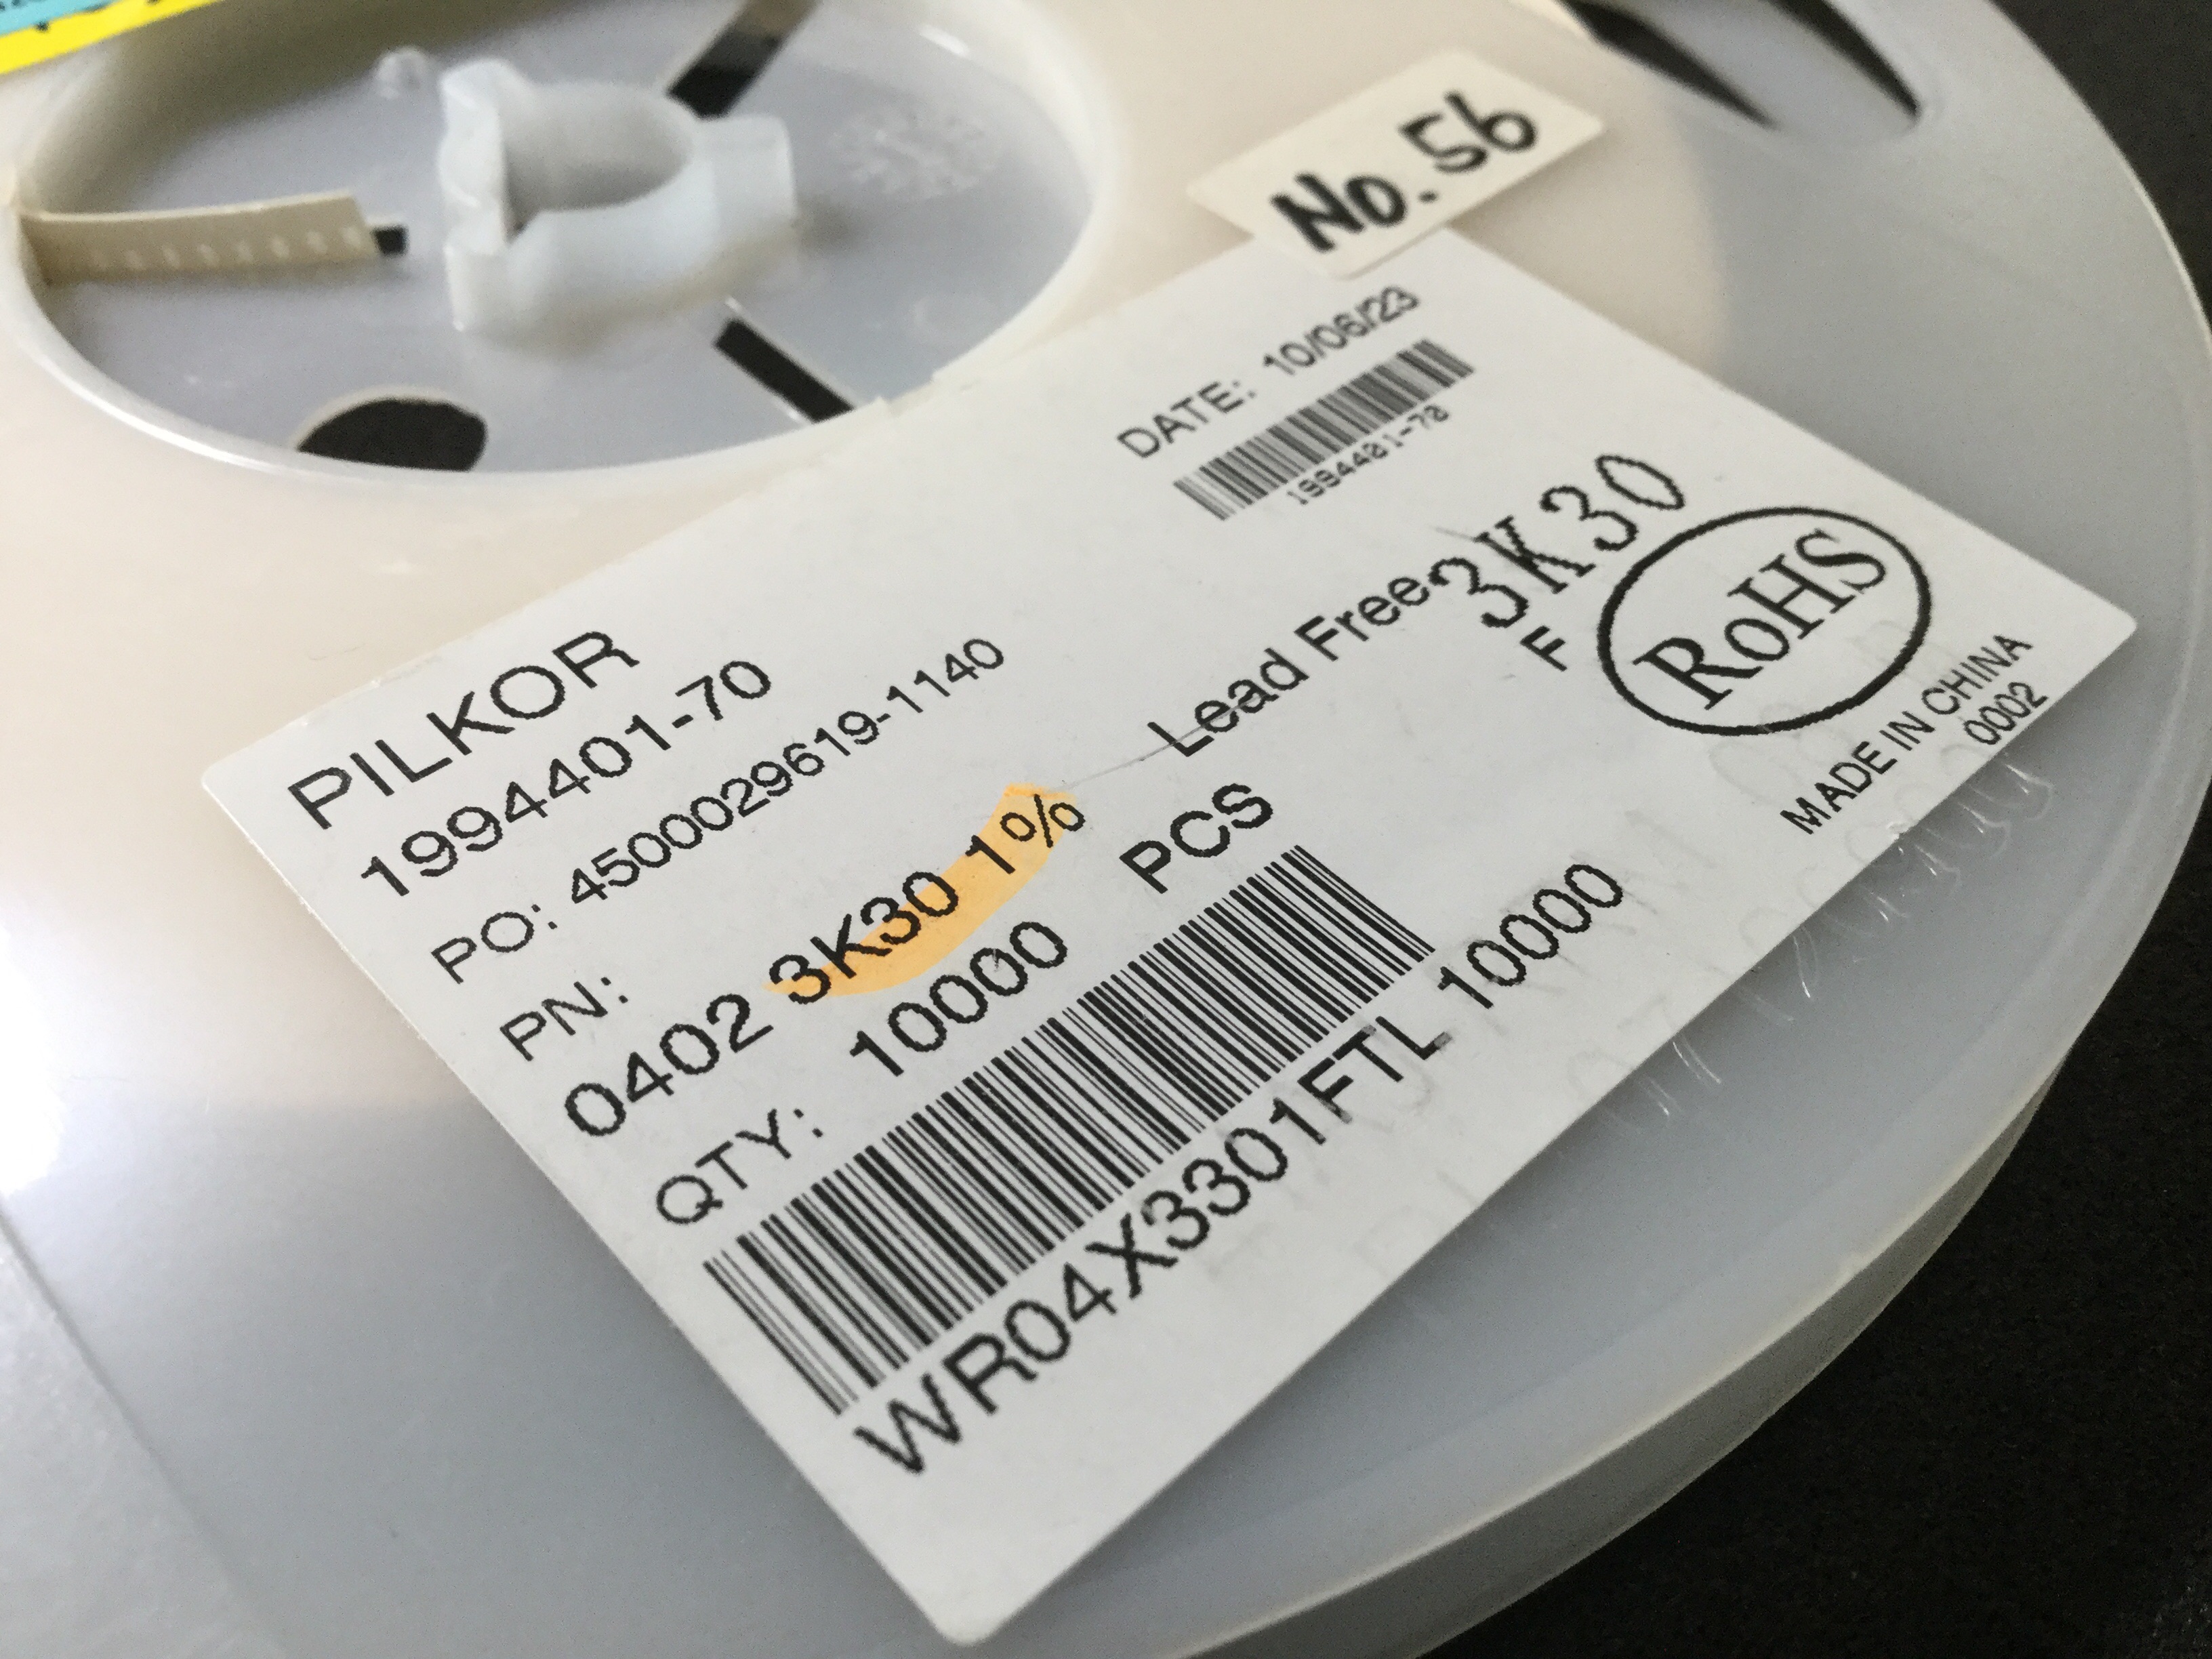 No.56
DATE: 10/06/23
1994401-70
PILKOR
1994401-70
PO: 4500029619-1140
PN:
Lead Free
3K30
F
RoHS
0402 3K30 1%
QTY: 10000 PCS
MADE IN CHINA
0002
WR04X3301FTL 10000